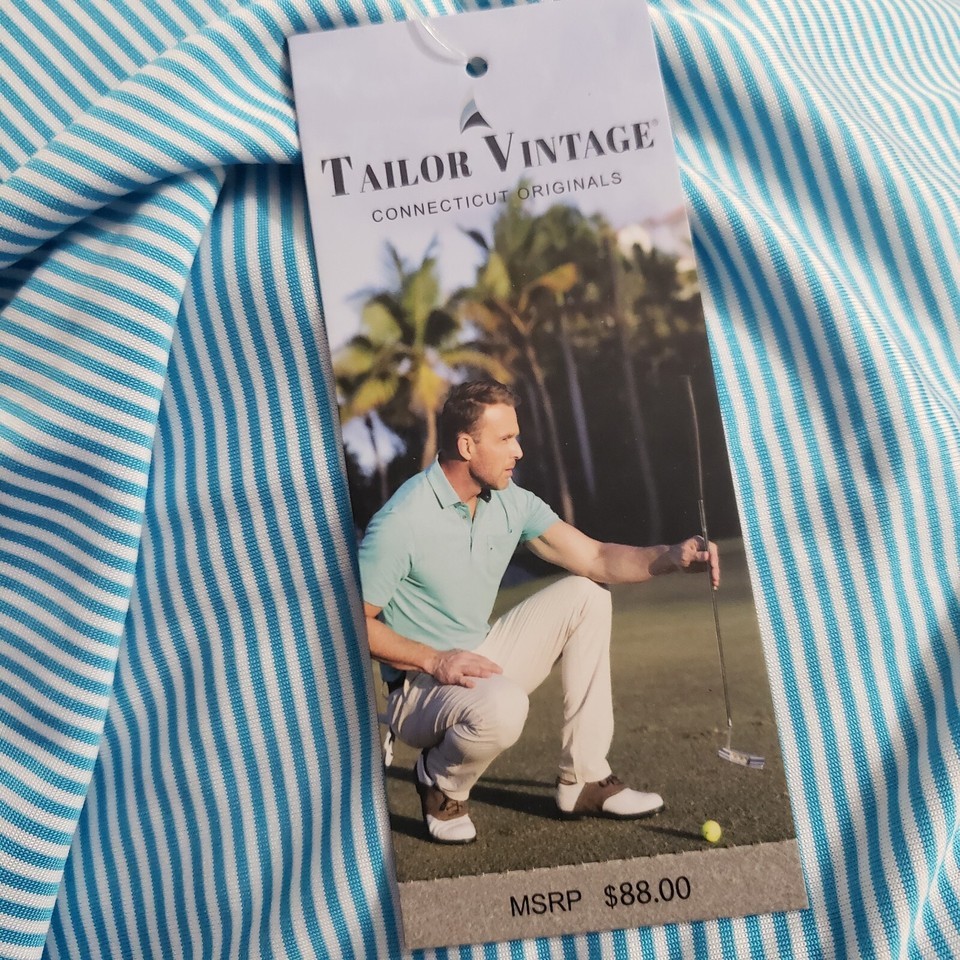 TAILOR VINTAGE®
CONNECTICUT ORIGINALS
MSRP $88.00